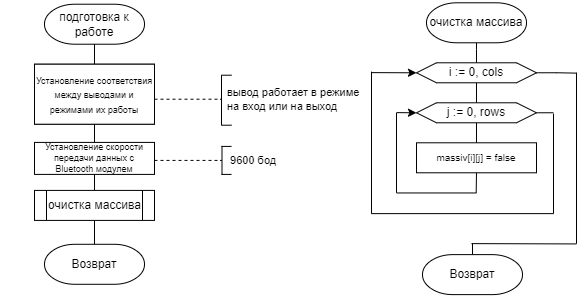 подготовка к
работе
Установление соответствия
между выводами и
режимами их работы
вывод работает в режиме
на вход или на выход
Установление скорости
передачи данных с
Bluetooth модулем
9600 бод
очистка массива
Возврат
очистка массива
i := 0, cols
j := 0, rows
massiv[i][j] = false
Возврат